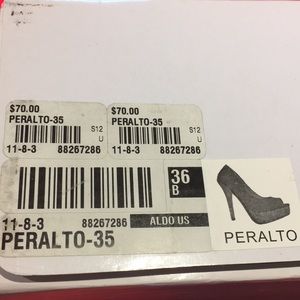 $70.00
PERALTO-35
S12
U
11-8-3 88267286
$70.00
PERALTO-35
S12
U
11-8-3 88267286
36
B
11-8-3 88267286 ALDO US
PERALTO-35
PERALTO